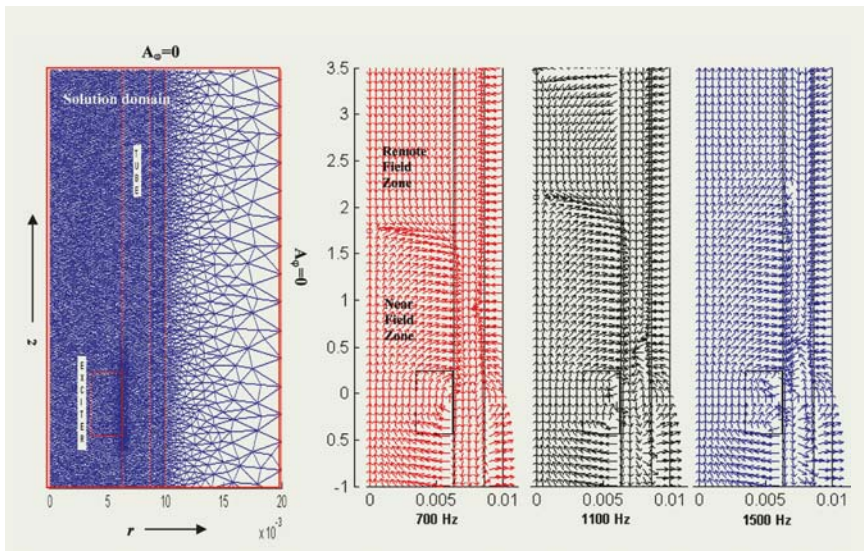 A_Φ=0
Solution domain
TUBE
EXCITER
A_Φ=0
z
0 5 10 15 20
r
x10⁻³
3.5
3
2.5
2
1.5
1
0.5
0
0.5
-1
Remote
Field
Zone
Near
Field
Zone
0 0.005 0.01
700 Hz
0 0.005 0.01
1100 Hz
0 0.005 0.01
1500 Hz